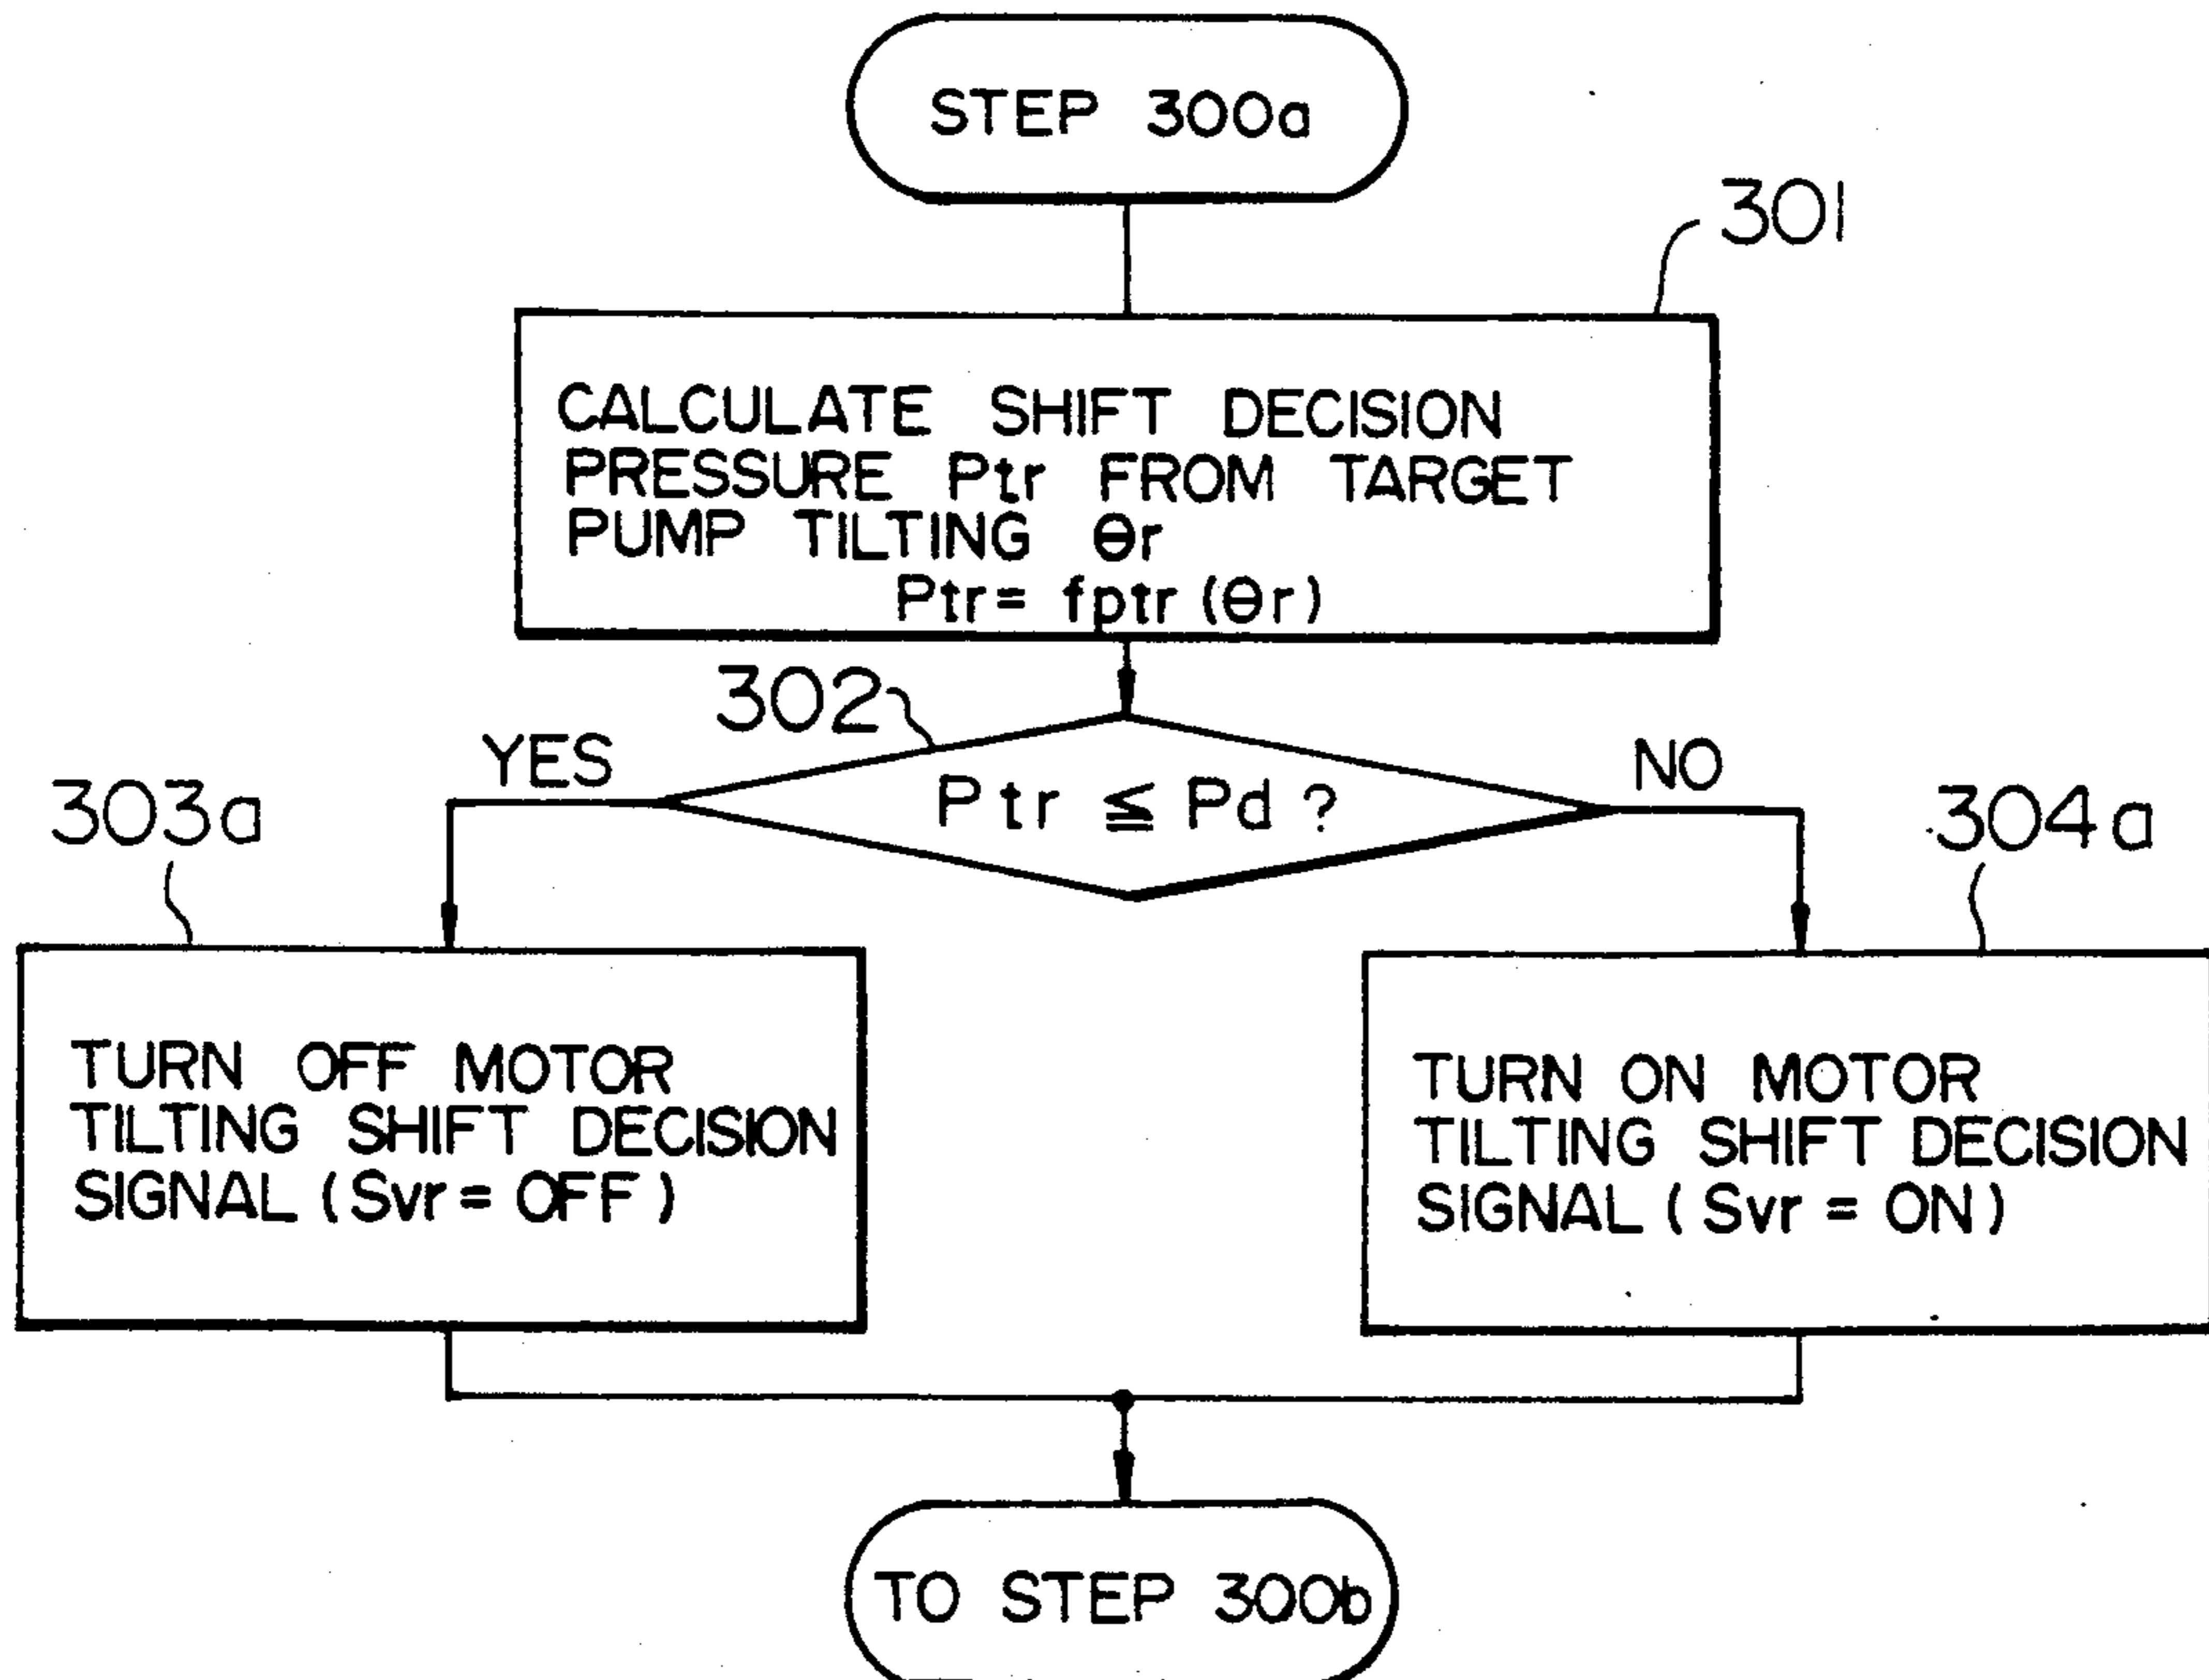 STEP 300a
301
CALCULATE SHIFT DECISION
PRESSURE Ptr FROM TARGET
PUMP TILTING θr
Ptr= fptr (θr)
302
YES
Ptr ≦ Pd ?
NO
303a
304a
TURN OFF MOTOR
TILTING SHIFT DECISION
SIGNAL (Svr = OFF)
TURN ON MOTOR
TILTING SHIFT DECISION
SIGNAL (Svr = ON)
TO STEP 300b